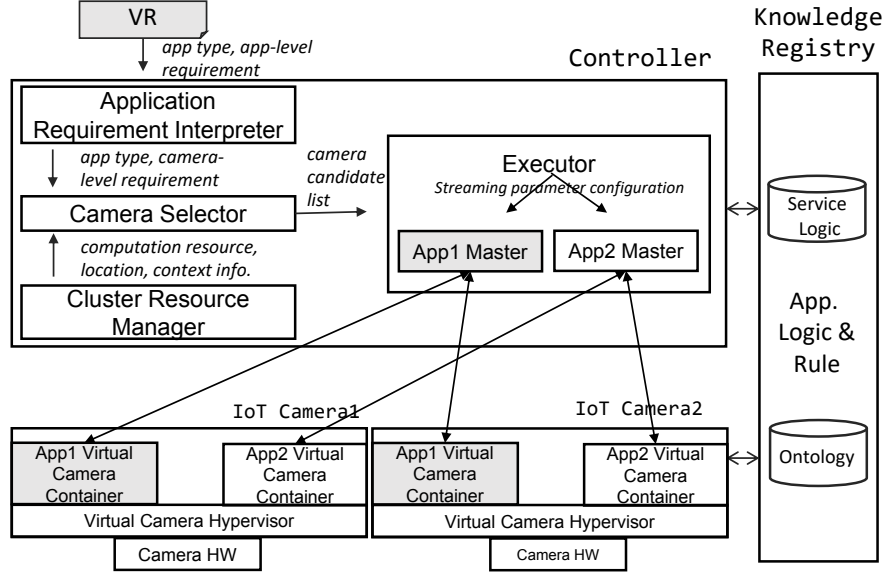 VR
app type, app-level
requirement
Controller
Knowledge
Registry
Application
Requirement Interpreter
app type, camera-
level requirement
camera
candidate
list
Camera Selector
computation resource,
location, context info.
Cluster Resource
Manager
Executor
Streaming parameter configuration
App1 Master
App2 Master
Service
Logic
App.
Logic &
Rule
Ontology
IoT Camera1
App1 Virtual
Camera
Container
App2 Virtual
Camera
Container
Virtual Camera Hypervisor
Camera HW
IoT Camera2
App1 Virtual
Camera
Container
App2 Virtual
Camera
Container
Virtual Camera Hypervisor
Camera HW